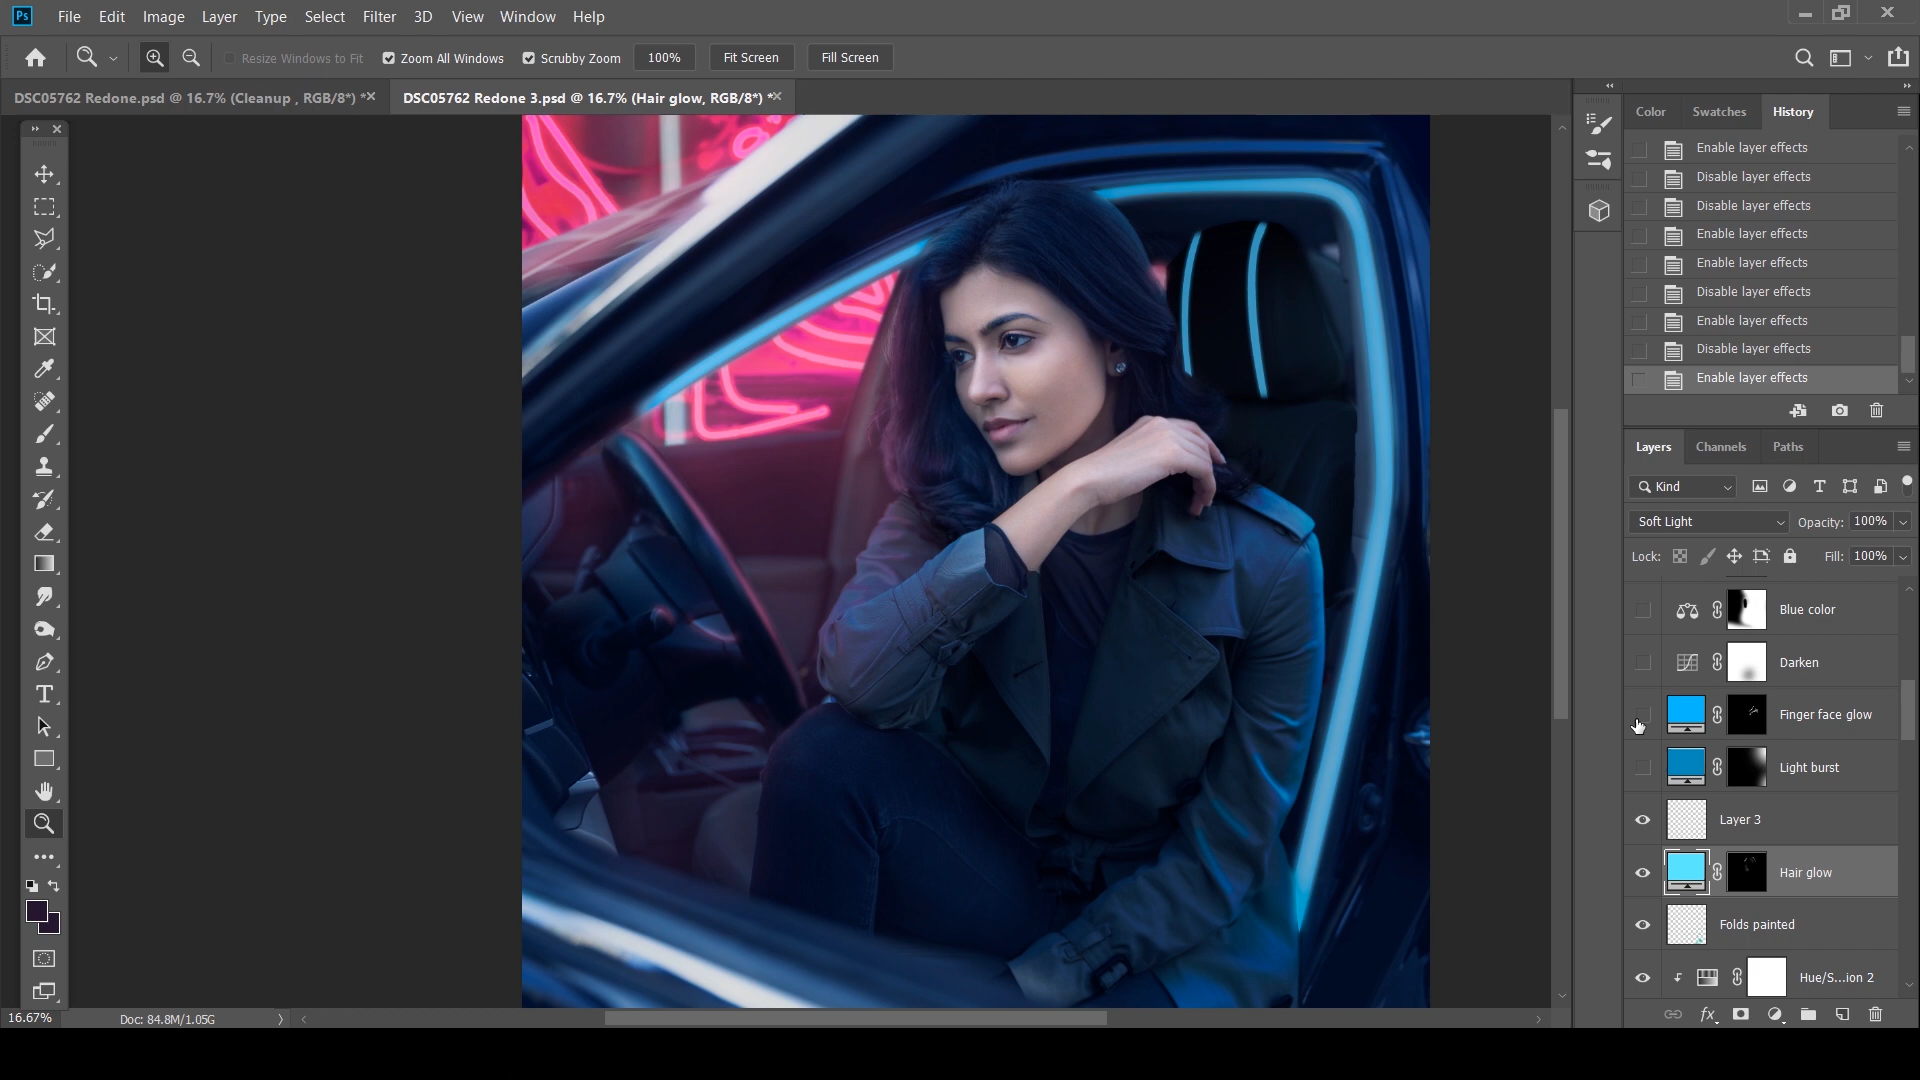 Ps File Edit Image Layer Type Select Filter 3D View Window Help
Resize Windows to Fit Zoom All Windows Scrubby Zoom 100% Fit Screen Fill Screen
DSC05762 Redone.psd @ 16.7% (Cleanup , RGB/8*) * DSC05762 Redone 3.psd @ 16.7% (Hair glow, RGB/8*) *
Color Swatches History
Enable layer effects
Disable layer effects
Disable layer effects
Enable layer effects
Enable layer effects
Disable layer effects
Enable layer effects
Disable layer effects
Enable layer effects
Layers Channels Paths
Kind
Soft Light Opacity: 100%
Lock: Fill: 100%
Blue color
Darken
Finger face glow
Light burst
Layer 3
Hair glow
Folds painted
Hue/S...ion 2
fx
16.67% Doc: 84.8M/1.05G